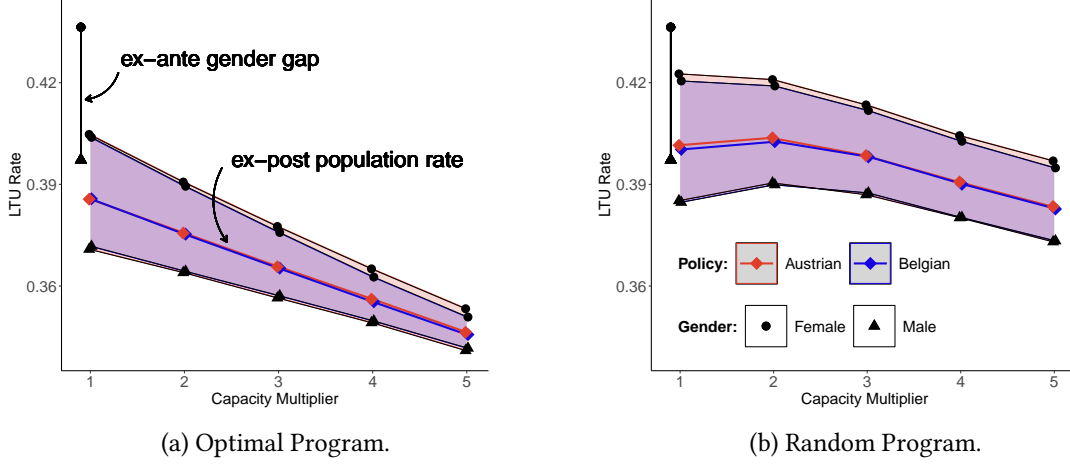 0.42
0.39
0.36
LTU Rate
ex−ante gender gap
ex−post population rate
1 2 3 4 5
Capacity Multiplier
(a) Optimal Program.
0.42
0.39
0.36
LTU Rate
Policy: Austrian Belgian
Gender: Female Male
1 2 3 4 5
Capacity Multiplier
(b) Random Program.